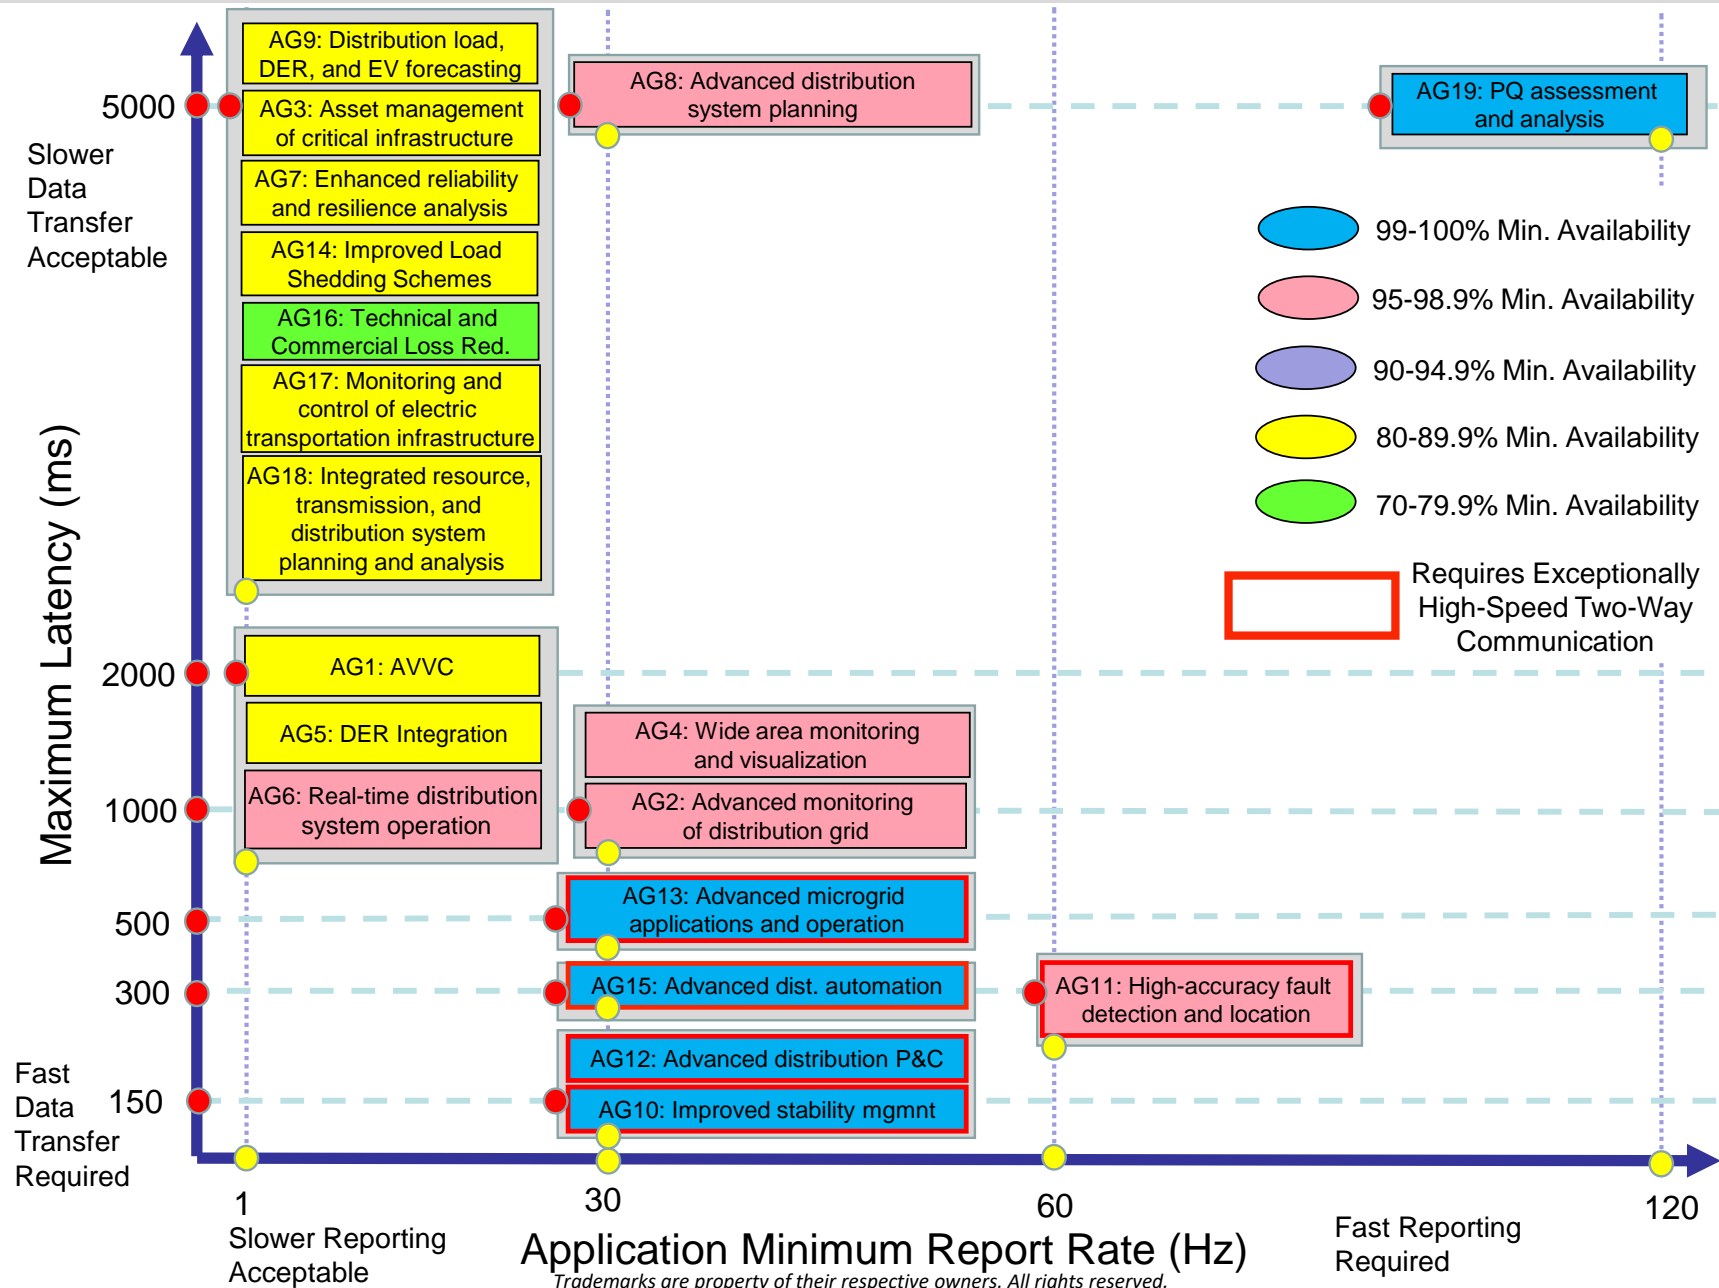 AG9: Distribution load,
DER, and EV forecasting
AG3: Asset management
of critical infrastructure
AG7: Enhanced reliability
and resilience analysis
AG14: Improved Load
Shedding Schemes
AG16: Technical and
Commercial Loss Red.
AG17: Monitoring and
control of electric
transportation infrastructure
AG18: Integrated resource,
transmission, and
distribution system
planning and analysis
AG8: Advanced distribution
system planning
AG19: PQ assessment
and analysis
5000
Slower
Data
Transfer
Acceptable
99-100% Min. Availability
95-98.9% Min. Availability
90-94.9% Min. Availability
80-89.9% Min. Availability
70-79.9% Min. Availability
Requires Exceptionally
High-Speed Two-Way
Communication
Maximum Latency (ms)
2000
AG1: AVVC
AG5: DER Integration
AG6: Real-time distribution
system operation
AG4: Wide area monitoring
and visualization
AG2: Advanced monitoring
of distribution grid
1000
AG13: Advanced microgrid
applications and operation
500
AG15: Advanced dist. automation
300
AG11: High-accuracy fault
detection and location
AG12: Advanced distribution P&C
AG10: Improved stability mgmnt
150
Fast
Data
Transfer
Required
1
30
60
120
Slower Reporting
Acceptable
Application Minimum Report Rate (Hz)
Fast Reporting
Required
Trademarks are property of their respective owners. All rights reserved.